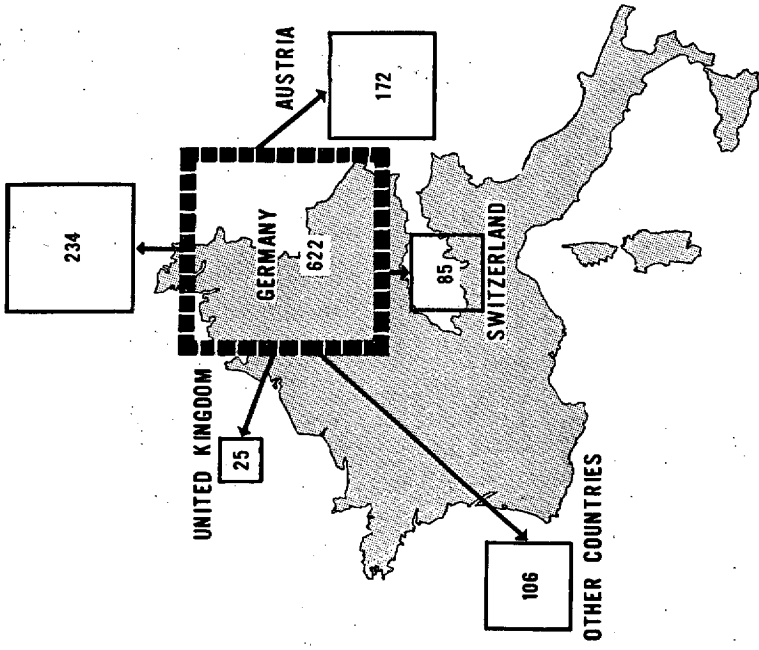 234
AUSTRIA
172
GERMANY
622
UNITED KINGDOM
25
85
SWITZERLAND
106
OTHER COUNTRIES